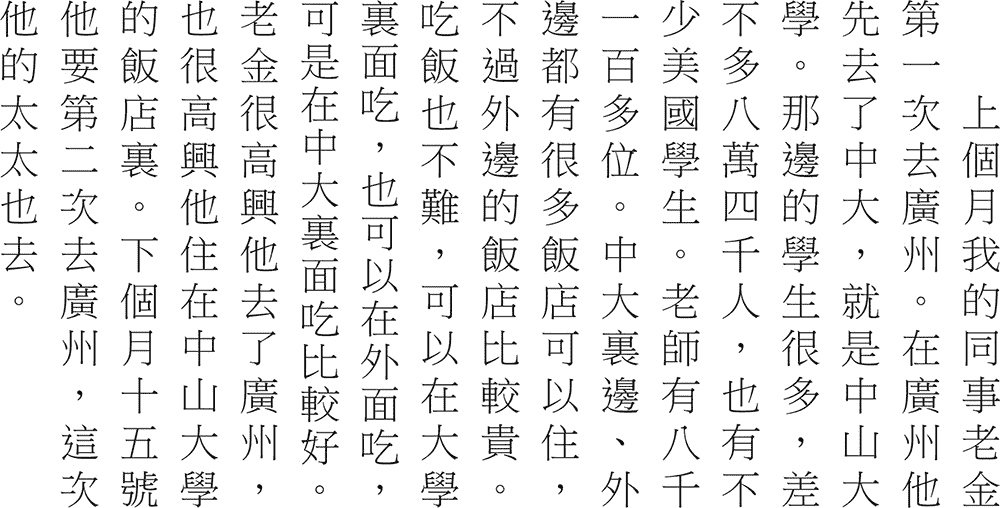 上個月我的同事老金
第一次去廣州。在廣州他
先去了中大，就是中山大
學。那邊的學生很多，差
不多八萬四千人，也有不
少美國學生。老師有八千
一百多位。中大裏邊、外
邊都有很多飯店可以住，
不過外邊的飯店比較貴。
吃飯也不難，可以在大學
裏面吃，也可以在外面吃，
可是在中大裏面吃比較好。
老金很高興他去了廣州，
也很高興他住在中山大學
的飯店裏。下個月十五號
他要第二次去廣州，這次
他的太太也去。